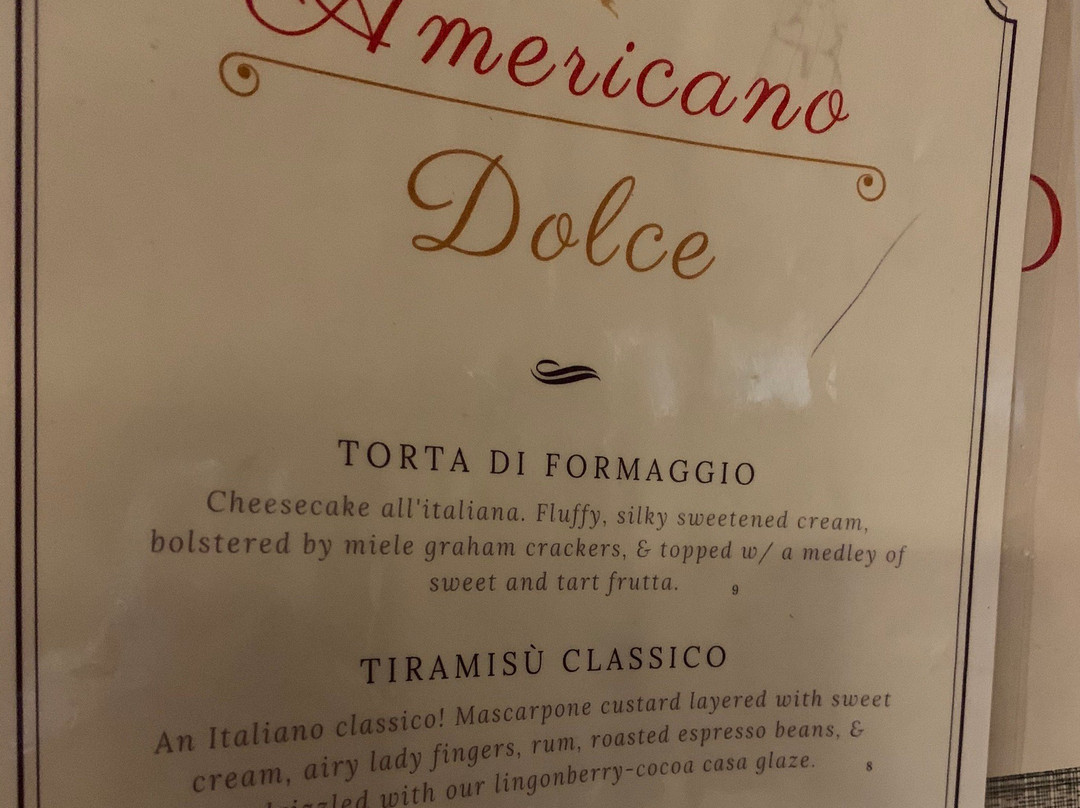 Americano
Dolce
TORTA DI FORMAGGIO
Cheesecake all'italiana. Fluffy, silky sweetened cream,
bolstered by miele graham crackers, & topped w/ a medley of
sweet and tart frutta. 9
TIRAMISÙ CLASSICO
An Italiano classico! Mascarpone custard layered with sweet
cream, airy lady fingers, rum, roasted espresso beans, &
drizzled with our lingonberry-cocoa casa glaze. 8